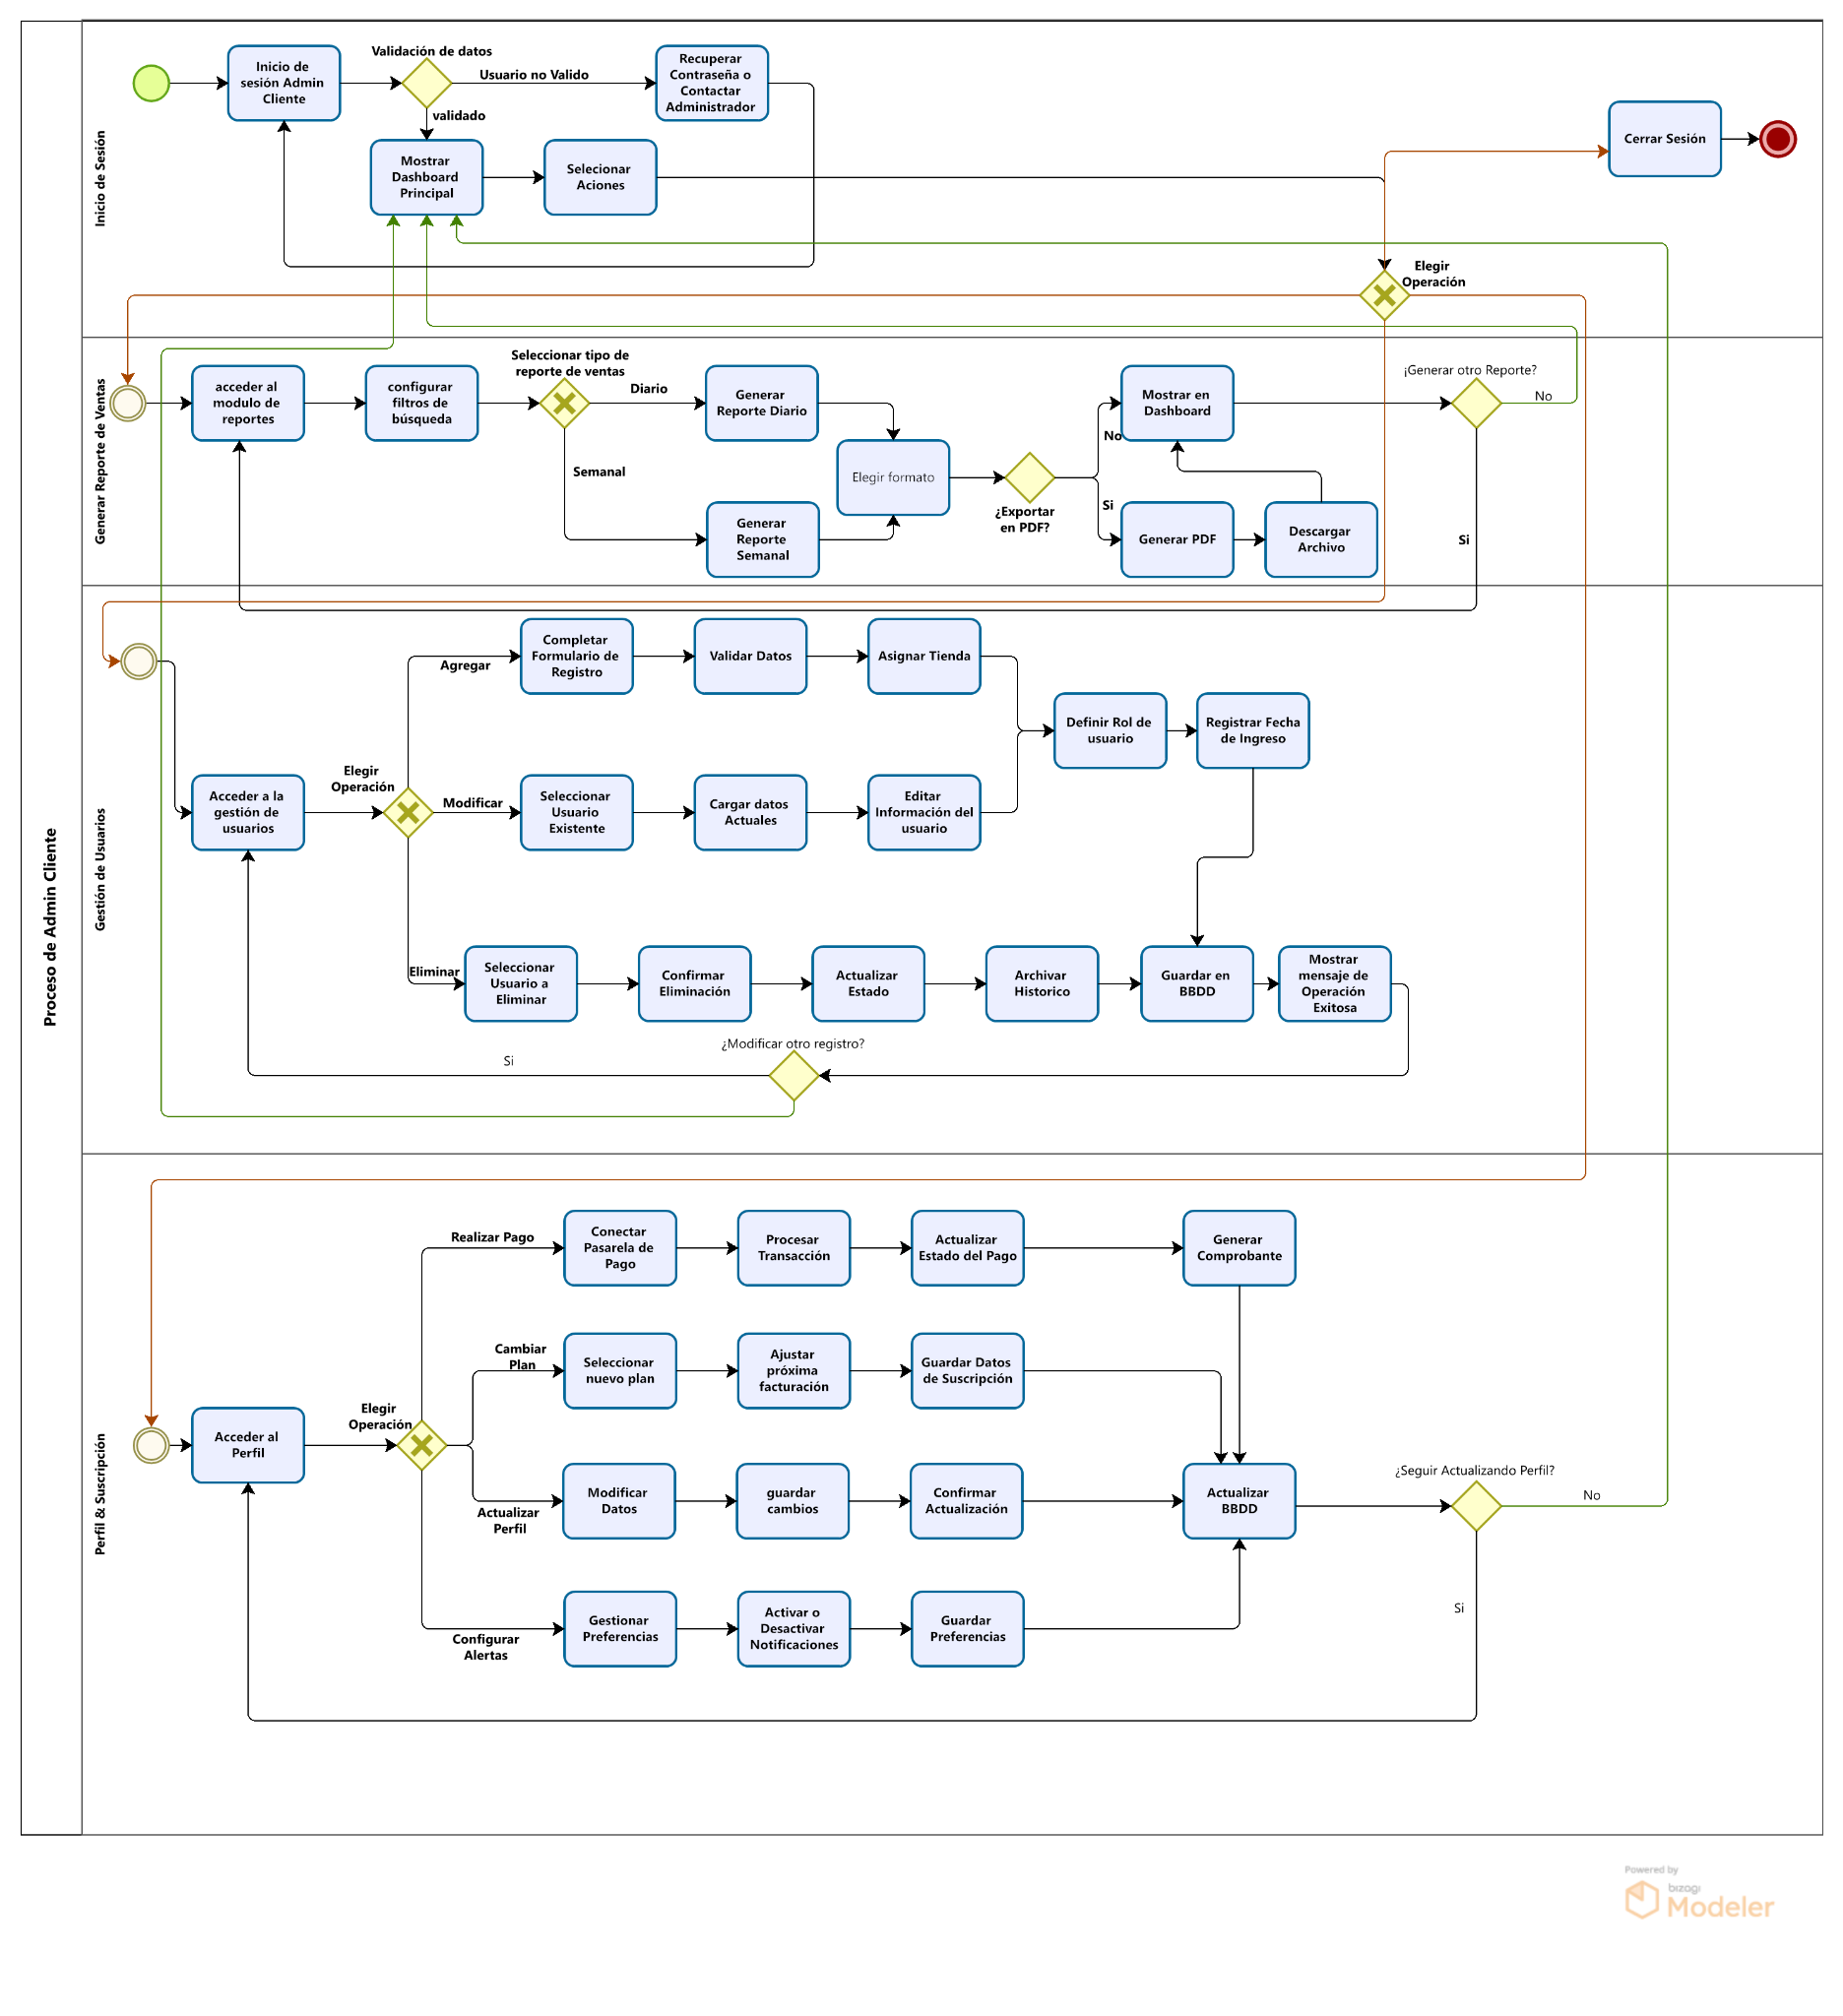 Proceso de Admin Cliente
Inicio de Sesión
Inicio de
sesión Admin
Cliente
Validación de datos
Usuario no Valido
validado
Recuperar
Contraseña o
Contactar
Administrador
Mostrar
Dashboard
Principal
Selecionar
Aciones
Cerrar Sesión
Elegir
Operación
Generar Reporte de Ventas
acceder al
modulo de
reportes
configurar
filtros de
búsqueda
Seleccionar tipo de
reporte de ventas
Diario
Semanal
Generar
Reporte Diario
Generar
Reporte
Semanal
Elegir formato
¿Exportar
en PDF?
No
Si
Mostrar en
Dashboard
Generar PDF
Descargar
Archivo
¡Generar otro Reporte?
No
Si
Gestión de Usuarios
Acceder a la
gestión de
usuarios
Elegir
Operación
Agregar
Completar
Formulario de
Registro
Validar Datos
Asignar Tienda
Modificar
Seleccionar
Usuario
Existente
Cargar datos
Actuales
Editar
Información del
usuario
Definir Rol de
usuario
Registrar Fecha
de Ingreso
Eliminar
Seleccionar
Usuario a
Eliminar
Confirmar
Eliminación
Actualizar
Estado
Archivar
Historico
Guardar en
BBDD
Mostrar
mensaje de
Operación
Exitosa
¿Modificar otro registro?
Si
Perfil & Suscripción
Acceder al
Perfil
Elegir
Operación
Realizar Pago
Conectar
Pasarela de
Pago
Procesar
Transacción
Actualizar
Estado del Pago
Generar
Comprobante
Cambiar
Plan
Seleccionar
nuevo plan
Ajustar
próxima
facturación
Guardar Datos
de Suscripción
Actualizar
Perfil
Modificar
Datos
guardar
cambios
Confirmar
Actualización
Actualizar
BBDD
¿Seguir Actualizando Perfil?
No
Si
Configurar
Alertas
Gestionar
Preferencias
Activar o
Desactivar
Notificaciones
Guardar
Preferencias
Powered by
bizagi
Modeler